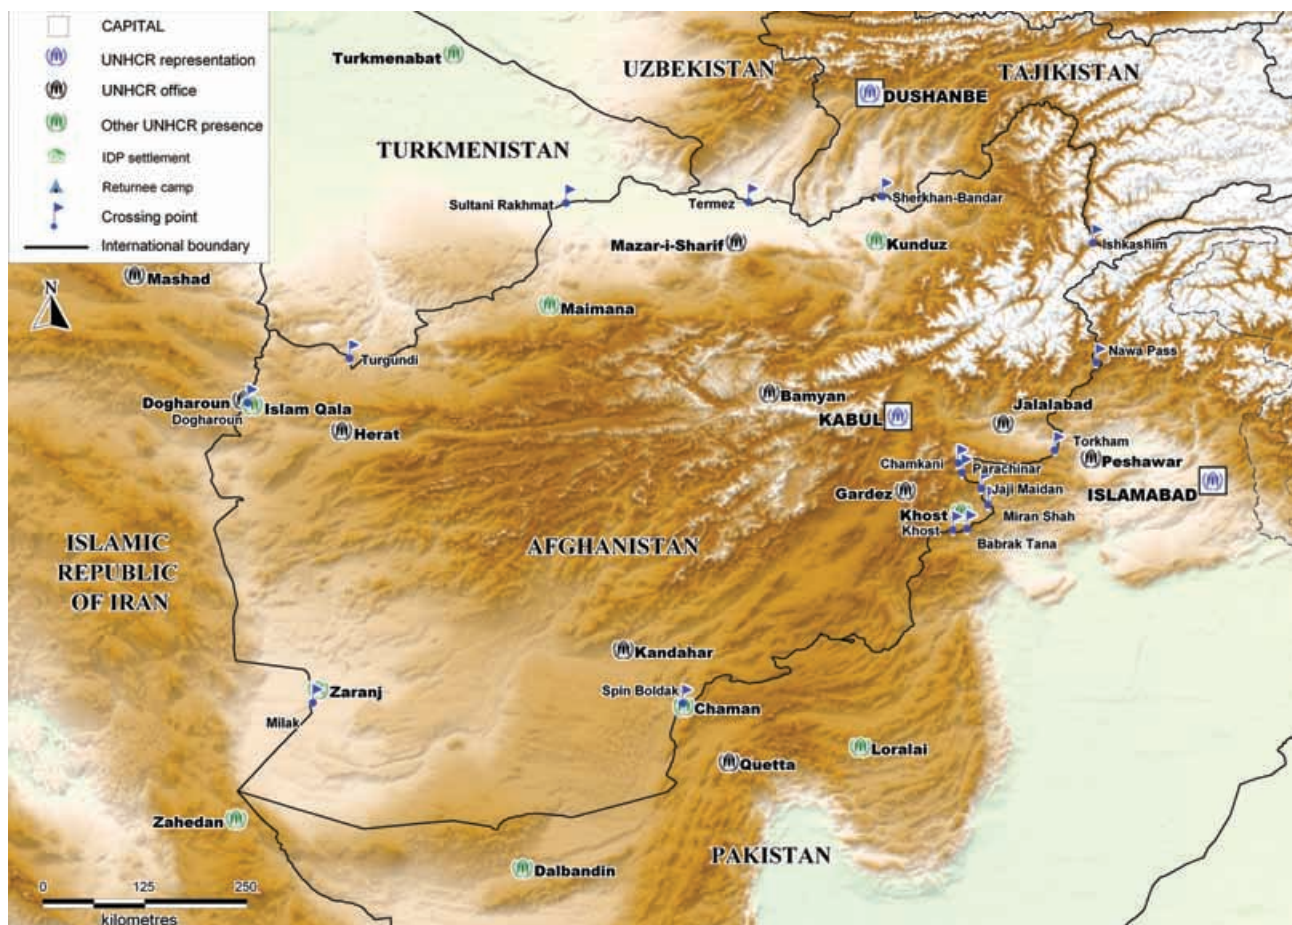 CAPITAL
UNHCR representation
UNHCR office
Other UNHCR presence
IDP settlement
Returnee camp
Crossing point
International boundary
Turkmenabat
UZBEKISTAN
TAJIKISTAN
DUSHANBE
TURKMENISTAN
Sultani Rakhmat
Termez
Sherkhan-Bandar
Mazar-i-Sharif
Kunduz
Ishkashim
Mashad
N
Maimana
Turgundi
Nawa Pass
Dogharoun
Islam Qala
Dogharoun
Bamyan
KABUL
Jalalabad
Herat
Torkham
Chamkani
Parachinar
Peshawar
Gardez
Jaji Maidan
ISLAMABAD
Khost
Miran Shah
Khost
Babrak Tana
ISLAMIC
REPUBLIC
OF IRAN
AFGHANISTAN
Kandahar
Zaranj
Spin Boldak
Milak
Chaman
Quetta
Loralai
Zahedan
PAKISTAN
Dalbandin
0 125 250
kilometres